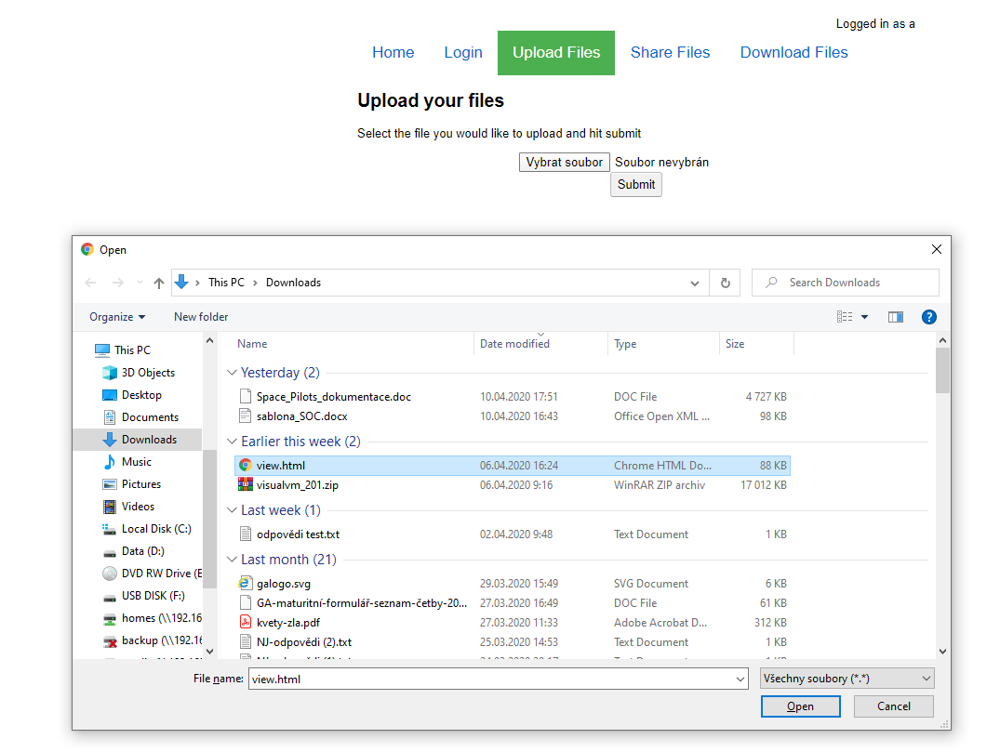 Logged in as a
Home Login Upload Files Share Files Download Files
Upload your files
Select the file you would like to upload and hit submit
Vybrat soubor Soubor nevybrán
Submit
Open
This PC > Downloads
Search Downloads
Organize New folder
This PC
3D Objects
Desktop
Documents
Downloads
Music
Pictures
Videos
Local Disk (C:)
Data (D:)
DVD RW Drive (E
USB DISK (F:)
homes (\\192.16
backup (\\192.16
Name Date modified Type Size
Yesterday (2)
Space_Pilots_dokumentace.doc 10.04.2020 17:51 DOC File 4 727 KB
sablona_SOC.docx 10.04.2020 16:43 Office Open XML ... 98 KB
Earlier this week (2)
view.html 06.04.2020 16:24 Chrome HTML Do... 88 KB
visualvm_201.zip 06.04.2020 9:16 WinRAR ZIP archiv 17 012 KB
Last week (1)
odpovědi test.txt 02.04.2020 9:48 Text Document 1 KB
Last month (21)
galogo.svg 29.03.2020 15:49 SVG Document 6 KB
GA-maturitní-formulář-seznam-četby-20... 27.03.2020 16:49 DOC File 61 KB
kvety-zla.pdf 27.03.2020 11:33 Adobe Acrobat D... 312 KB
NJ-odpovědi (2).txt 25.03.2020 14:53 Text Document 1 KB
File name: view.html Všechny soubory (*.*)
Open Cancel